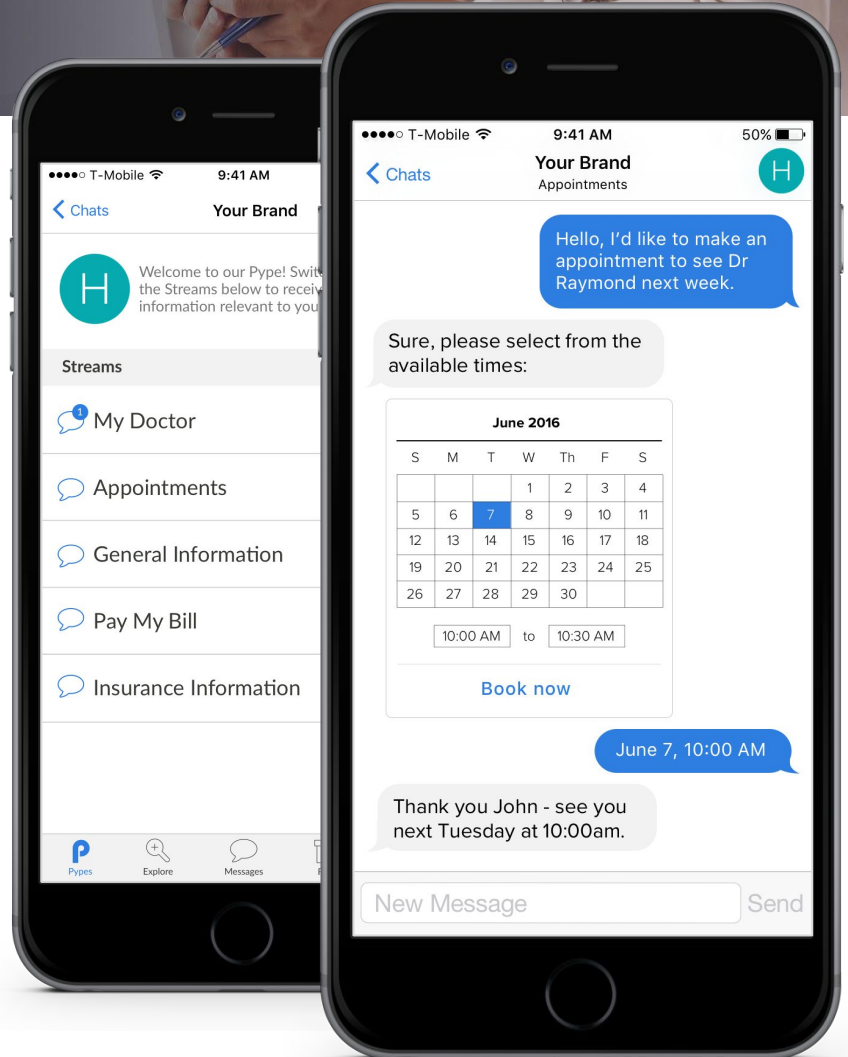 ●●●●○ T-Mobile 9:41 AM
Chats Your Brand
H
Welcome to our Pype!
the Streams below to
information relevant to you
Streams
1
My Doctor
Appointments
General Information
Pay My Bill
Insurance Information
Pypes Explore Messages
●●●●○ T-Mobile 9:41 AM 50%
Chats Your Brand
Appointments
H
Hello, I'd like to make an
appointment to see Dr
Raymond next week.
Sure, please select from the
available times:
June 2016
S M T W Th F S
1 2 3 4
5 6 7 8 9 10 11
12 13 14 15 16 17 18
19 20 21 22 23 24 25
26 27 28 29 30
10:00 AM to 10:30 AM
Book now
June 7, 10:00 AM
Thank you John - see you
next Tuesday at 10:00am.
New Message Send